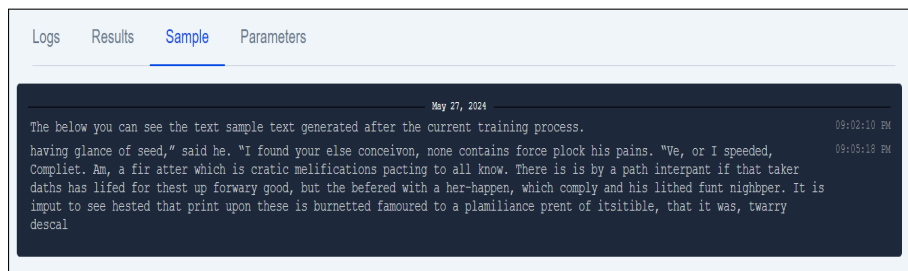 Logs Results Sample Parameters
May 27, 2024
The below you can see the text sample text generated after the current training process. 09:02:10 PM
having glance of seed,” said he. “I found your else conceivon, none contains force plock his pains. “Ve, or I speeded, 09:05:18 PM
Compliet. Am, a fir atter which is cratic melifications pacting to all know. There is is by a path interpant if that taker
daths has lifed for thest up forwary good, but the befered with a her-happen, which comply and his lithed funt nighbper. It is
imput to see hested that print upon these is burnetted famoured to a plamiliance prent of itsitible, that it was, twarry
descal